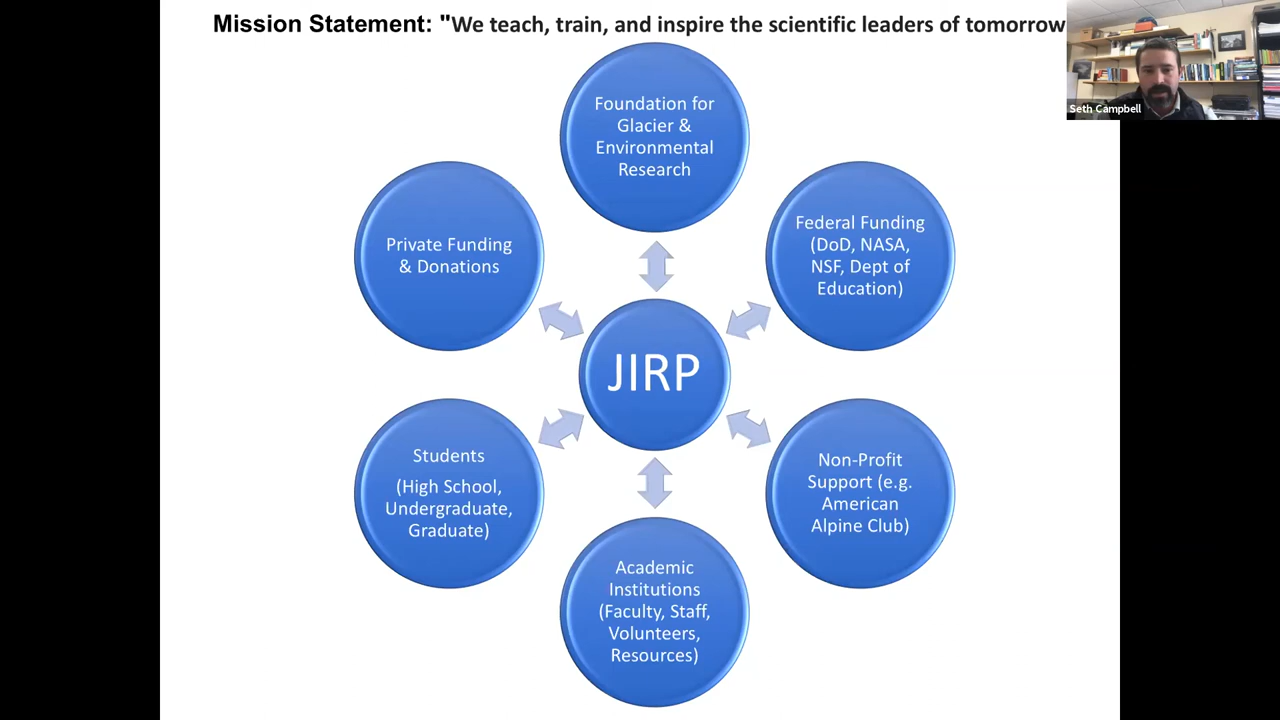 Mission Statement: "We teach, train, and inspire the scientific leaders of tomorrow
Seth Campbell
Foundation for
Glacier &
Environmental
Research
Private Funding
& Donations
Federal Funding
(DoD, NASA,
NSF, Dept of
Education)
JIRP
Students
(High School,
Undergraduate,
Graduate)
Non-Profit
Support (e.g.
American
Alpine Club)
Academic
Institutions
(Faculty, Staff,
Volunteers,
Resources)